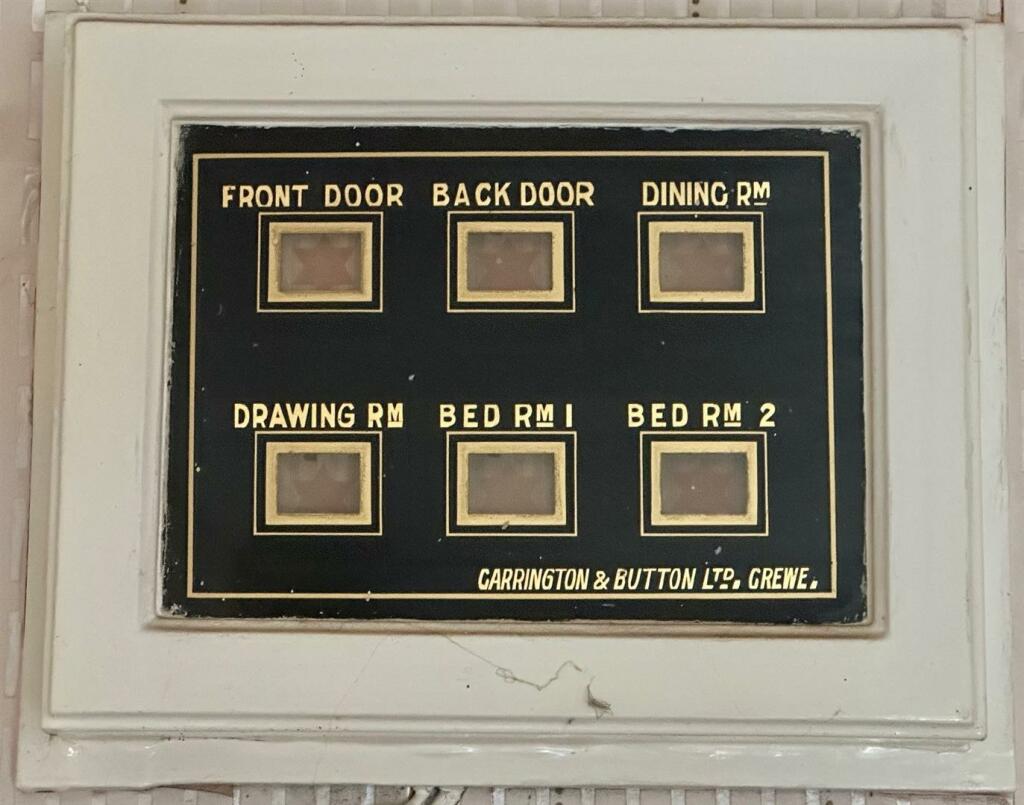 FRONT DOOR BACK DOOR DINING RM
DRAWING RM BED RM 1 BED RM 2
CARRINGTON & BUTTON LTD. CREWE.